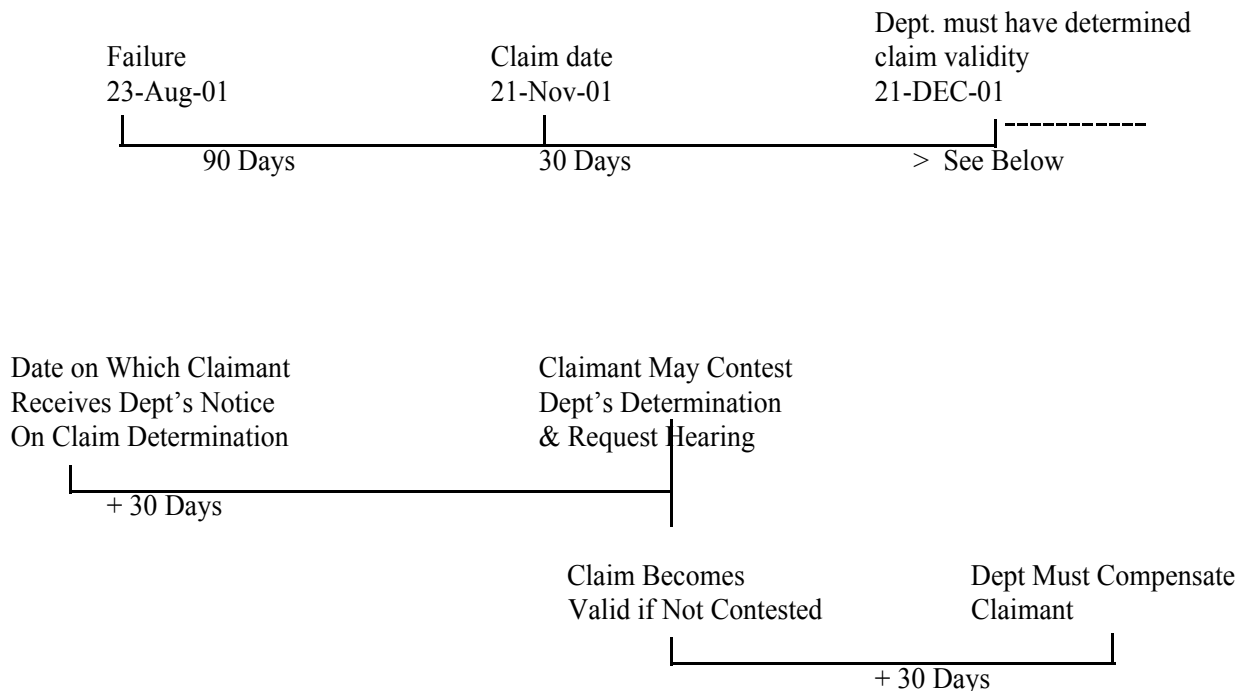 Failure
23-Aug-01
Claim date
21-Nov-01
Dept. must have determined
claim validity
21-DEC-01
90 Days
30 Days
> See Below
Date on Which Claimant
Receives Dept's Notice
On Claim Determination
Claimant May Contest
Dept's Determination
& Request Hearing
+ 30 Days
Claim Becomes
Valid if Not Contested
Dept Must Compensate
Claimant
+ 30 Days